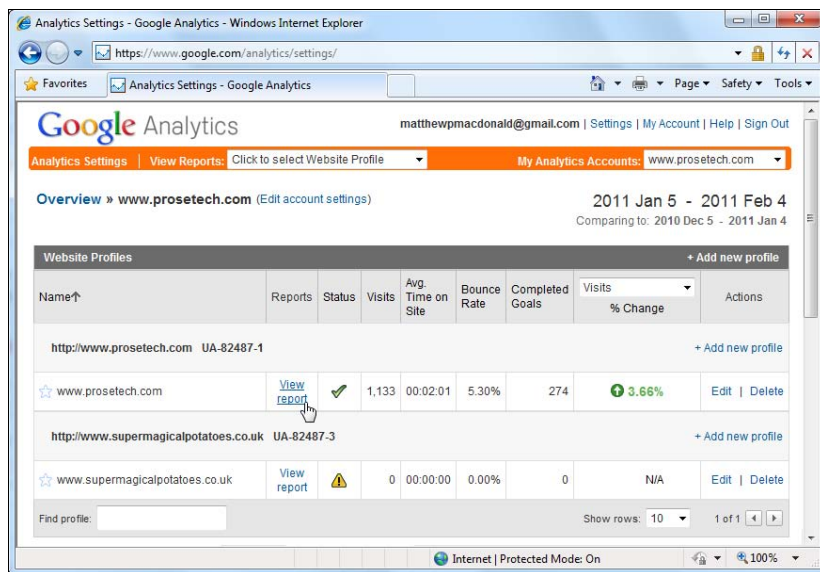 Analytics Settings - Google Analytics - Windows Internet Explorer
https://www.google.com/analytics/settings/
Favorites Analytics Settings - Google Analytics Page Safety Tools
Google Analytics matthewpmacdonald@gmail.com | Settings | My Account | Help | Sign Out
Analytics Settings | View Reports: Click to select Website Profile My Analytics Accounts: www.prosetech.com
Overview » www.prosetech.com (Edit account settings) 2011 Jan 5 - 2011 Feb 4
Comparing to: 2010 Dec 5 - 2011 Jan 4
Website Profiles + Add new profile
Name↑ Reports Status Visits Avg. Time on Site Bounce Rate Completed Goals Visits % Change Actions
http://www.prosetech.com UA-82487-1 + Add new profile
www.prosetech.com View report 1,133 00:02:01 5.30% 274 3.66% Edit | Delete
http://www.supermagicalpotatoes.co.uk UA-82487-3 + Add new profile
www.supermagicalpotatoes.co.uk View report 0 00:00:00 0.00% 0 N/A Edit | Delete
Find profile: Show rows: 10 1 of 1
Internet | Protected Mode: On 100%